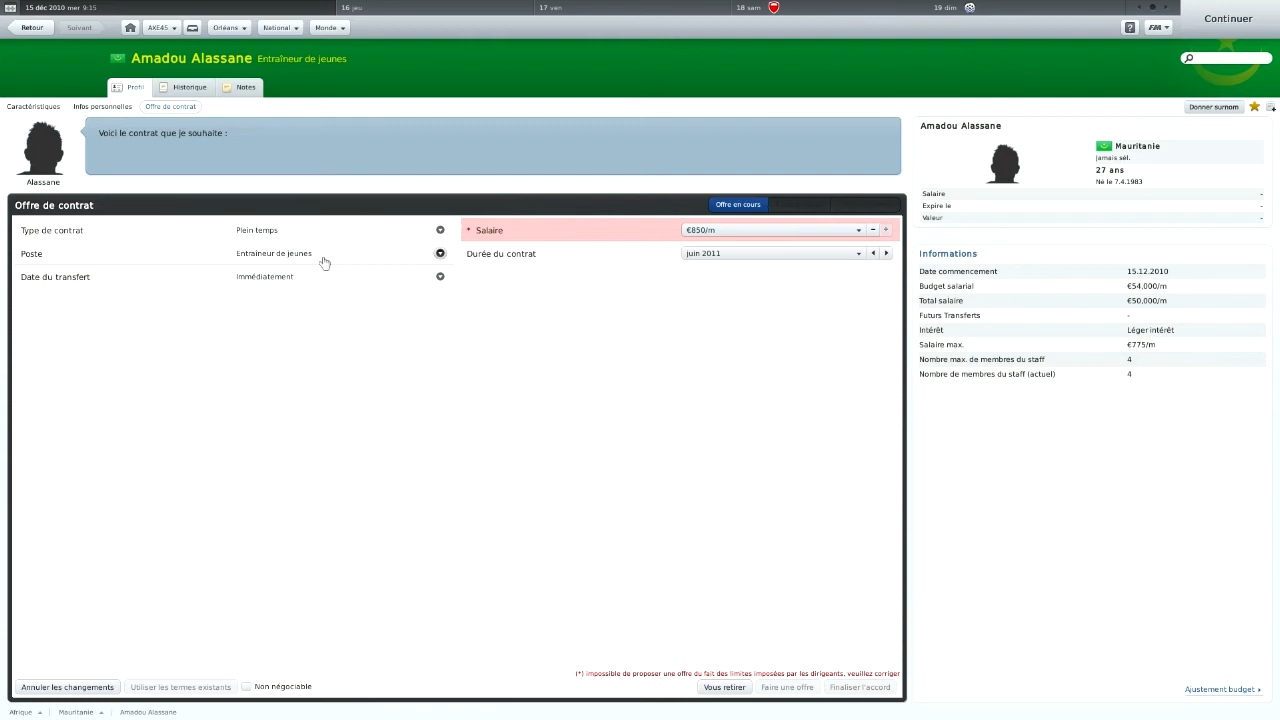 15 déc 2010 mer 9:15
16 jeu
17 ven
18 sam
19 dim
Continuer
Retour
Suivant
AXE45
Orléans
National
Monde
FM
Amadou Alassane Entraîneur de jeunes
Profil
Historique
Notes
Caractéristiques
Infos personnelles
Offre de contrat
Donner surnom
Voici le contrat que je souhaite :
Alassane
Amadou Alassane
Mauritanie
Jamais sél.
27 ans
Né le 7.4.1983
Salaire -
Expire le -
Valeur -
Offre de contrat
Offre en cours
Type de contrat Plein temps
* Salaire €850/m
Poste Entraîneur de jeunes
Durée du contrat juin 2011
Date du transfert Immédiatement
Informations
Date commencement 15.12.2010
Budget salarial €54,000/m
Total salaire €50,000/m
Futurs Transferts -
Intérêt Léger intérêt
Salaire max. €775/m
Nombre max. de membres du staff 4
Nombre de membres du staff (actuel) 4
(*) impossible de proposer une offre du fait des limites imposées par les dirigeants, veuillez corriger
Annuler les changements
Utiliser les termes existants
Non négociable
Vous retirer
Faire une offre
Finaliser l'accord
Ajustement budget
Afrique
Mauritanie
Amadou Alassane